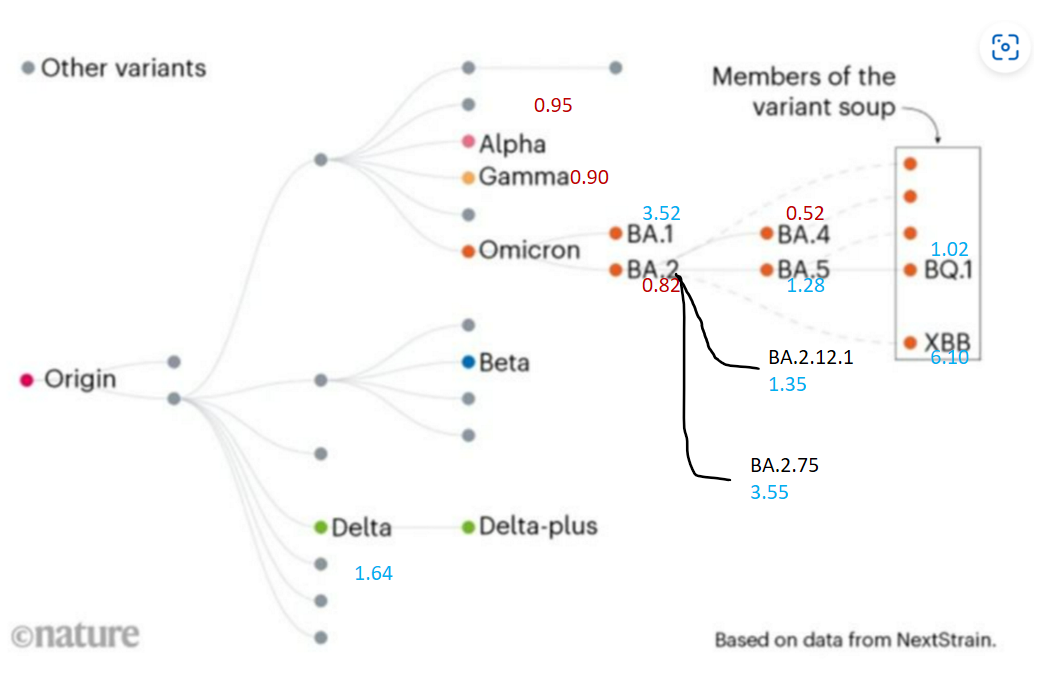 Other variants
Members of the
variant soup
0.95
Alpha
Gamma 0.90
3.52
0.52
BA.1
BA.4
Omicron
1.02
BA.2
BA.5
BQ.1
0.82
1.28
XBB
6.10
BA.2.12.1
1.35
Beta
Origin
BA.2.75
3.55
Delta
Delta-plus
1.64
©nature
Based on data from NextStrain.